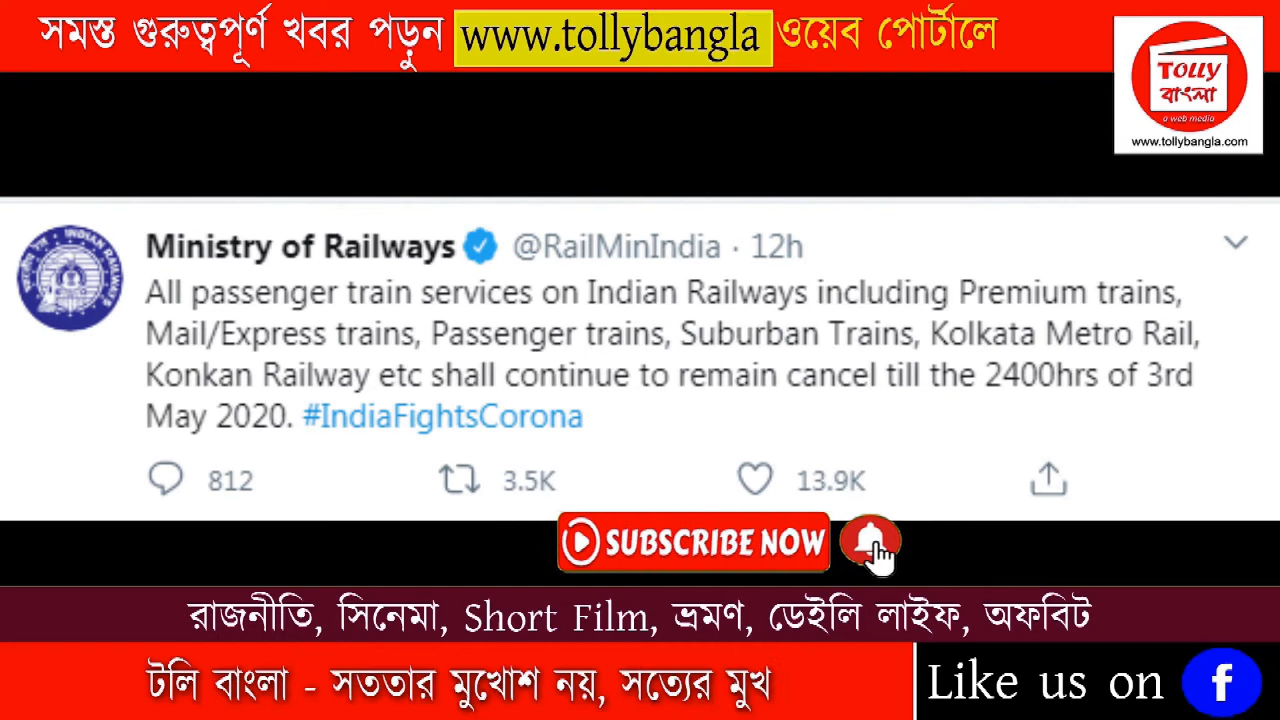 সমস্ত গুরুত্বপূর্ণ খবর পড়ুন www.tollybangla ওয়েব পোর্টালে
TOLLY
বাংলা
a web media
www.tollybangla.com
INDIAN RAILWAYS
Ministry of Railways @RailMinIndia · 12h
All passenger train services on Indian Railways including Premium trains,
Mail/Express trains, Passenger trains, Suburban Trains, Kolkata Metro Rail,
Konkan Railway etc shall continue to remain cancel till the 2400hrs of 3rd
May 2020. #IndiaFightsCorona
812 3.5K 13.9K
SUBSCRIBE NOW
রাজনীতি, সিনেমা, Short Film, ভ্রমণ, ডেইলি লাইফ, অফবিট
টলি বাংলা - সততার মুখোশ নয়, সত্যের মুখ
Like us on f